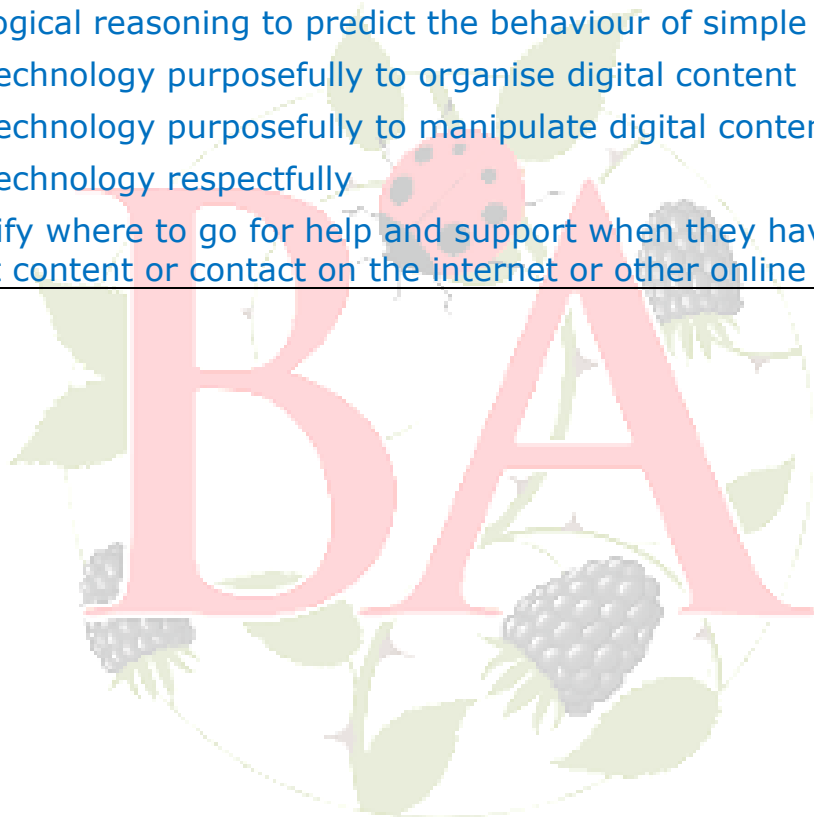 ogical reasoning to predict the behaviour of simple
echnology purposefully to organise digital content
echnology purposefully to manipulate digital conte
echnology respectfully
ify where to go for help and support when they hav
content or contact on the internet or other online
BA